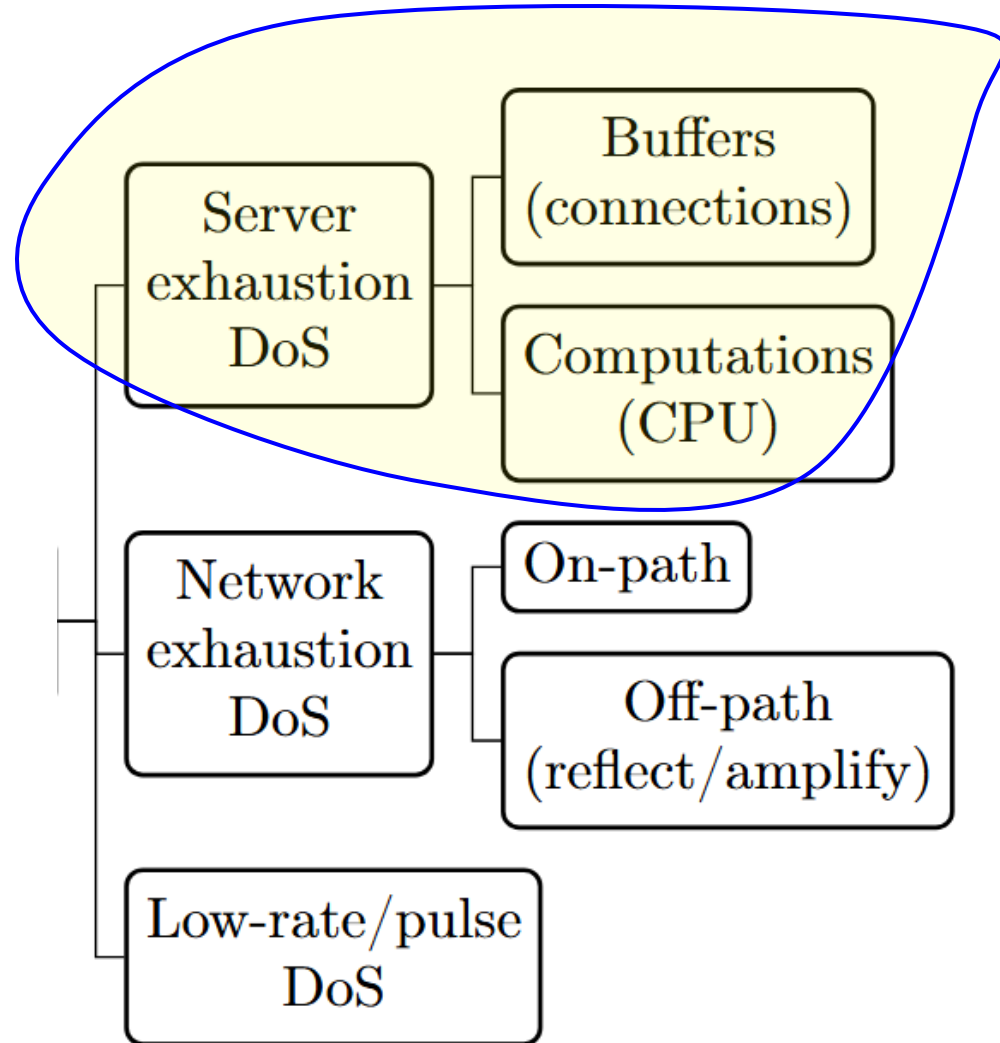 Server
exhaustion
DoS
Buffers
(connections)
Computations
(CPU)
Network
exhaustion
DoS
On-path
Off-path
(reflect/amplify)
Low-rate/pulse
DoS